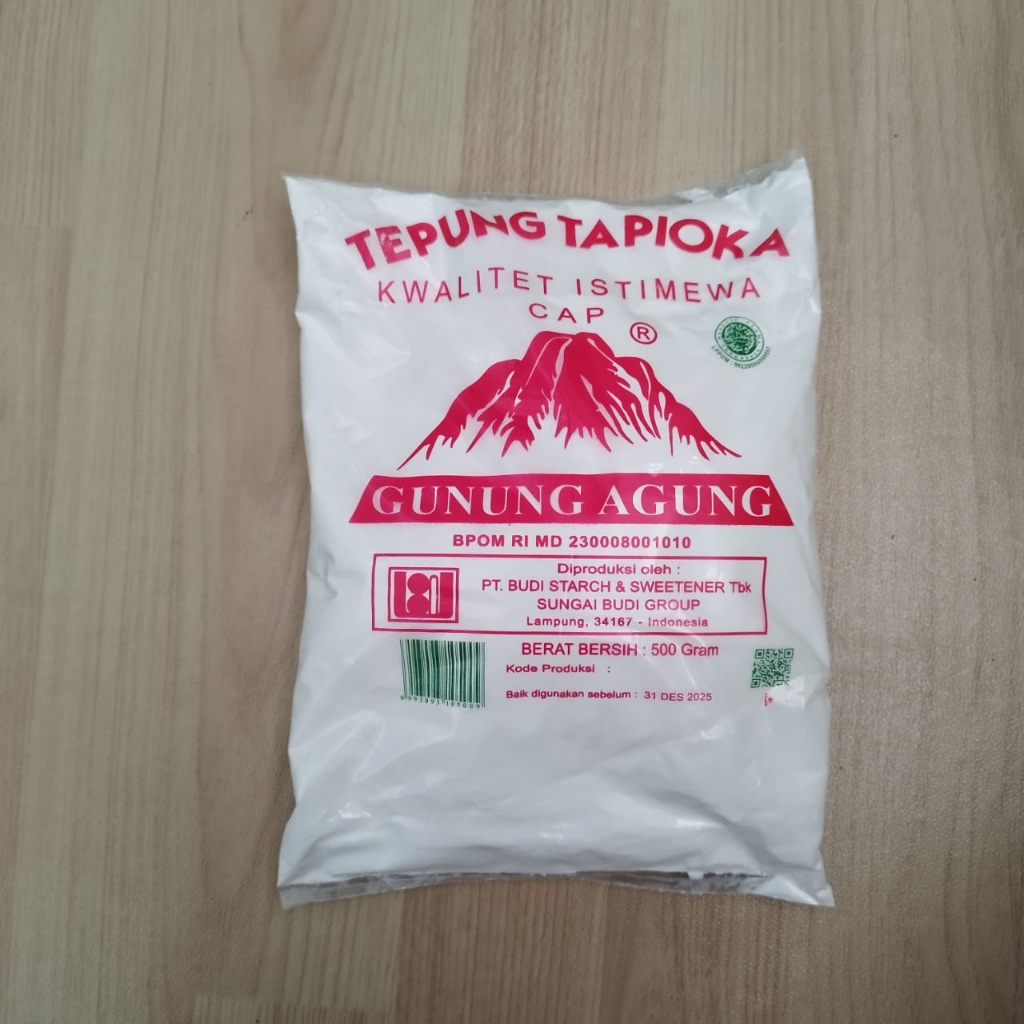 TEPUNG TAPIOKA
KWALITET ISTIMEWA
CAP
®
GUNUNG AGUNG
BPOM RI MD 230008001010
Diproduksi oleh :
PT. BUDI STARCH & SWEETENER Tbk
SUNGAI BUDI GROUP
Lampung, 34167 - Indonesia
BERAT BERSIH : 500 Gram
Kode Produksi :
Baik digunakan sebelum : 31 DES 2025